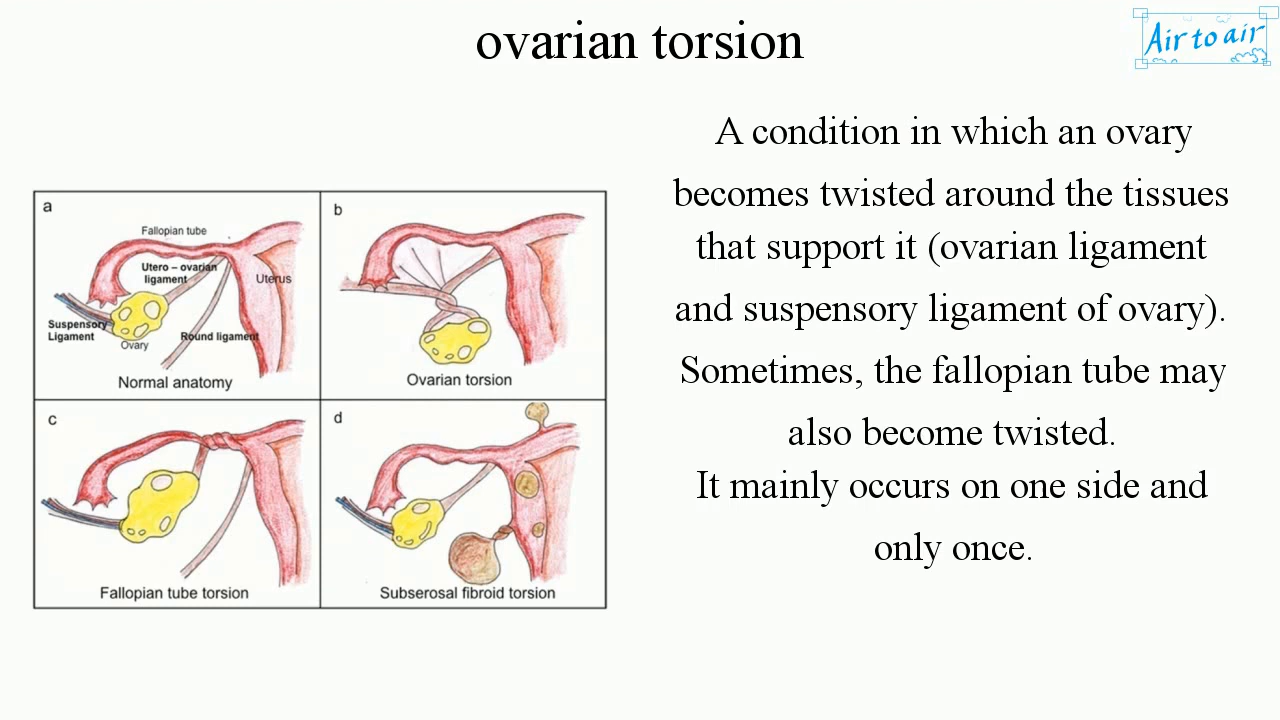 ovarian torsion
Air to air
a
Fallopian tube
Utero – ovarian
ligament
Uterus
Suspensory
Ligament
Ovary
Round ligament
Normal anatomy
b
Ovarian torsion
c
Fallopian tube torsion
d
Subserosal fibroid torsion
A condition in which an ovary
becomes twisted around the tissues
that support it (ovarian ligament
and suspensory ligament of ovary).
Sometimes, the fallopian tube may
also become twisted.
It mainly occurs on one side and
only once.